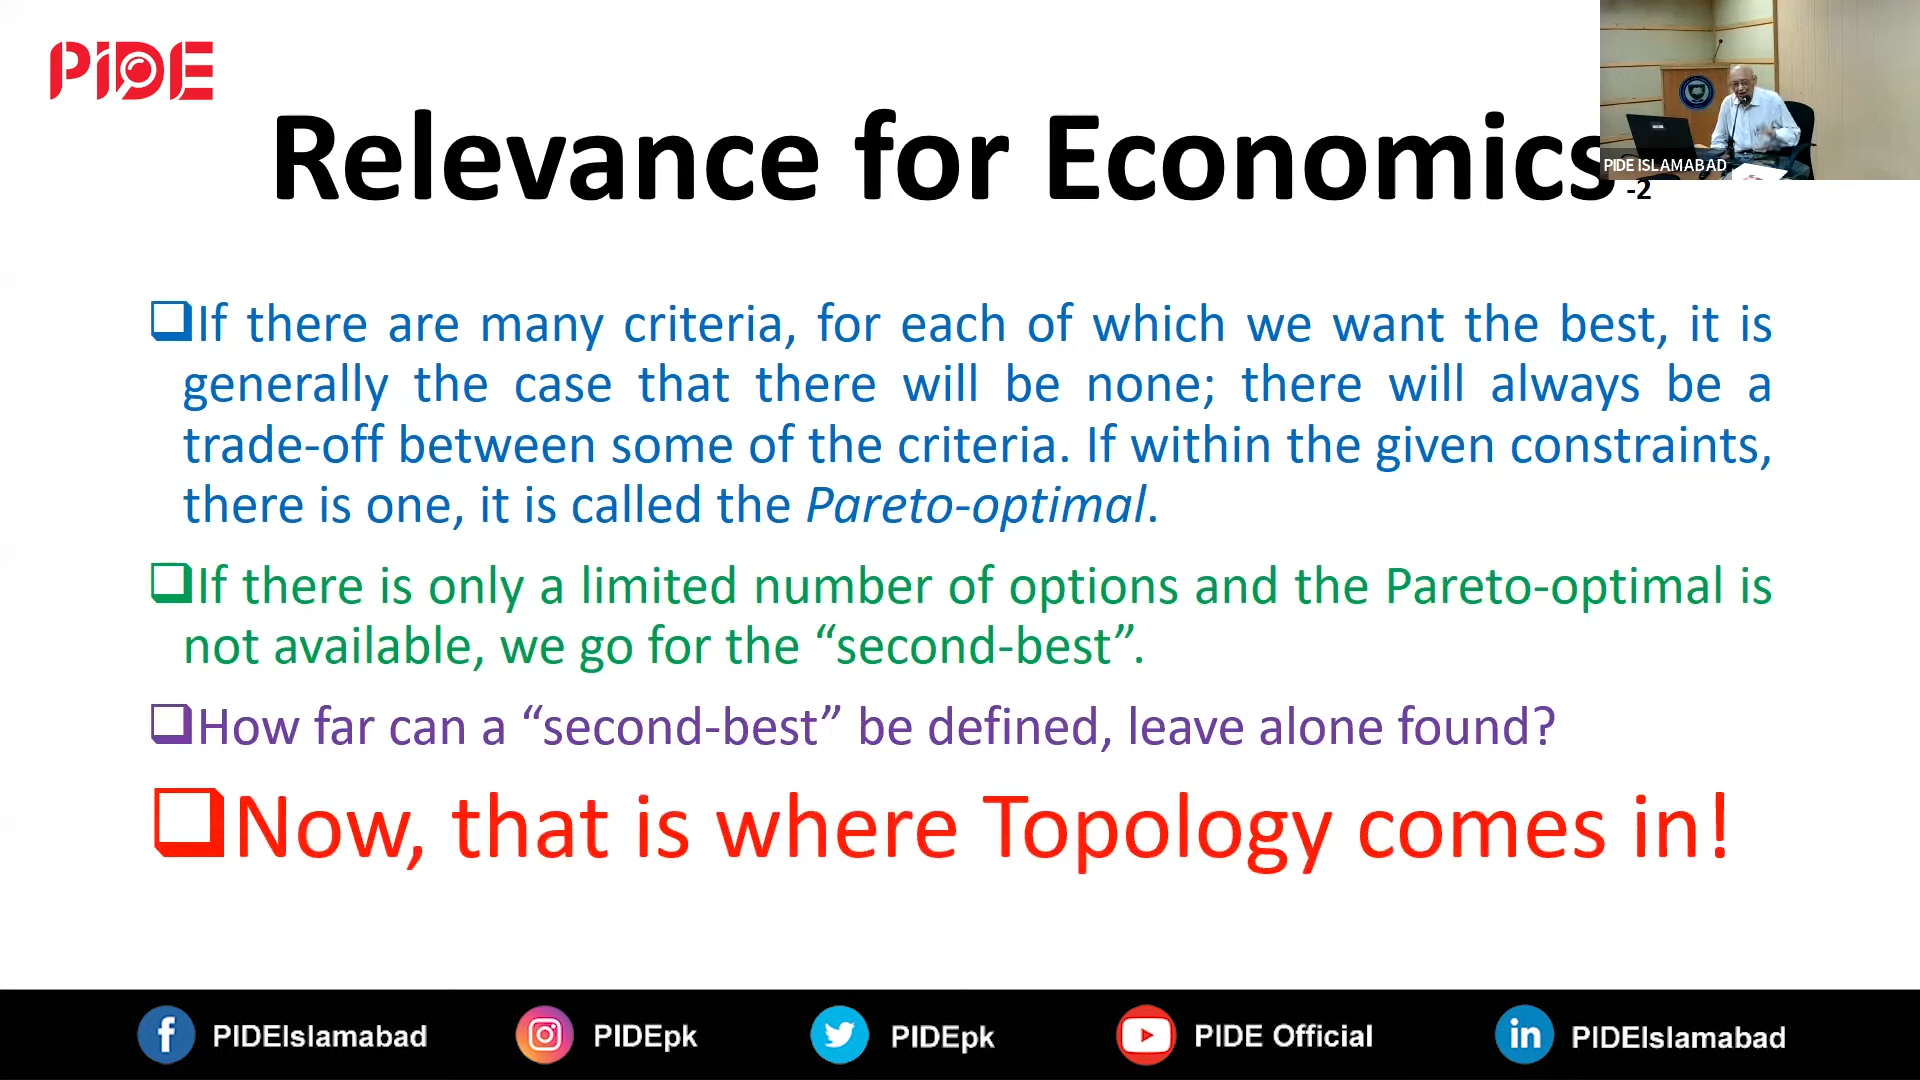 PIDE
Relevance for Economics
-2
PIDE ISLAMABAD
If there are many criteria, for each of which we want the best, it is
generally the case that there will be none; there will always be a
trade-off between some of the criteria. If within the given constraints,
there is one, it is called the Pareto-optimal.
If there is only a limited number of options and the Pareto-optimal is
not available, we go for the “second-best”.
How far can a “second-best” be defined, leave alone found?
Now, that is where Topology comes in!
PIDEIslamabad
PIDEpk
PIDEpk
PIDE Official
PIDEIslamabad